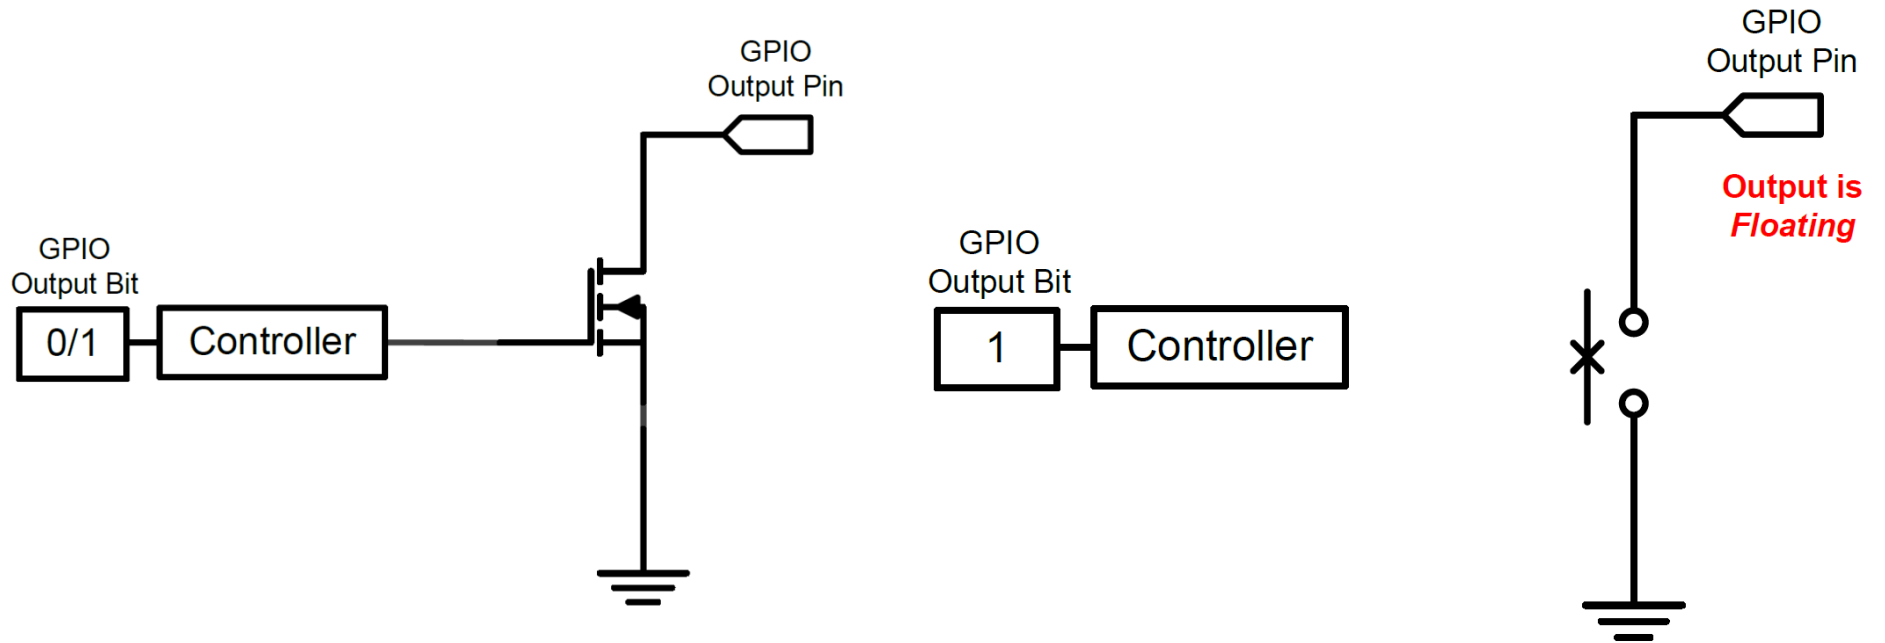 GPIO
Output Pin
GPIO
Output Bit
0/1
Controller
GPIO
Output Pin
Output is
Floating
GPIO
Output Bit
1
Controller